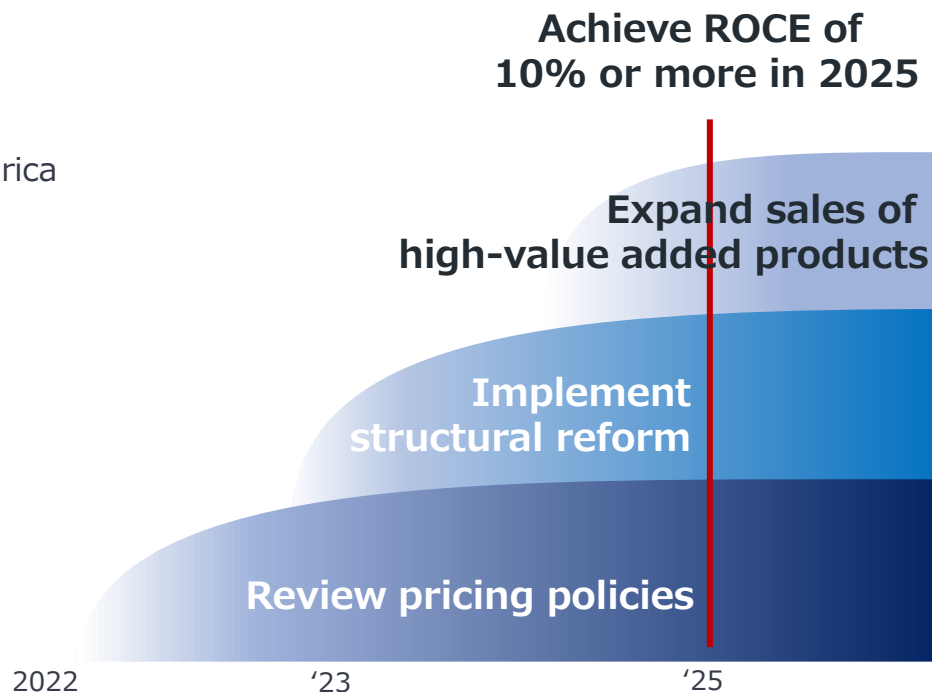 Achieve ROCE of
10% or more in 2025
rica
Expand sales of
high-value added products
Implement
structural reform
Review pricing policies
2022
‘23
‘25